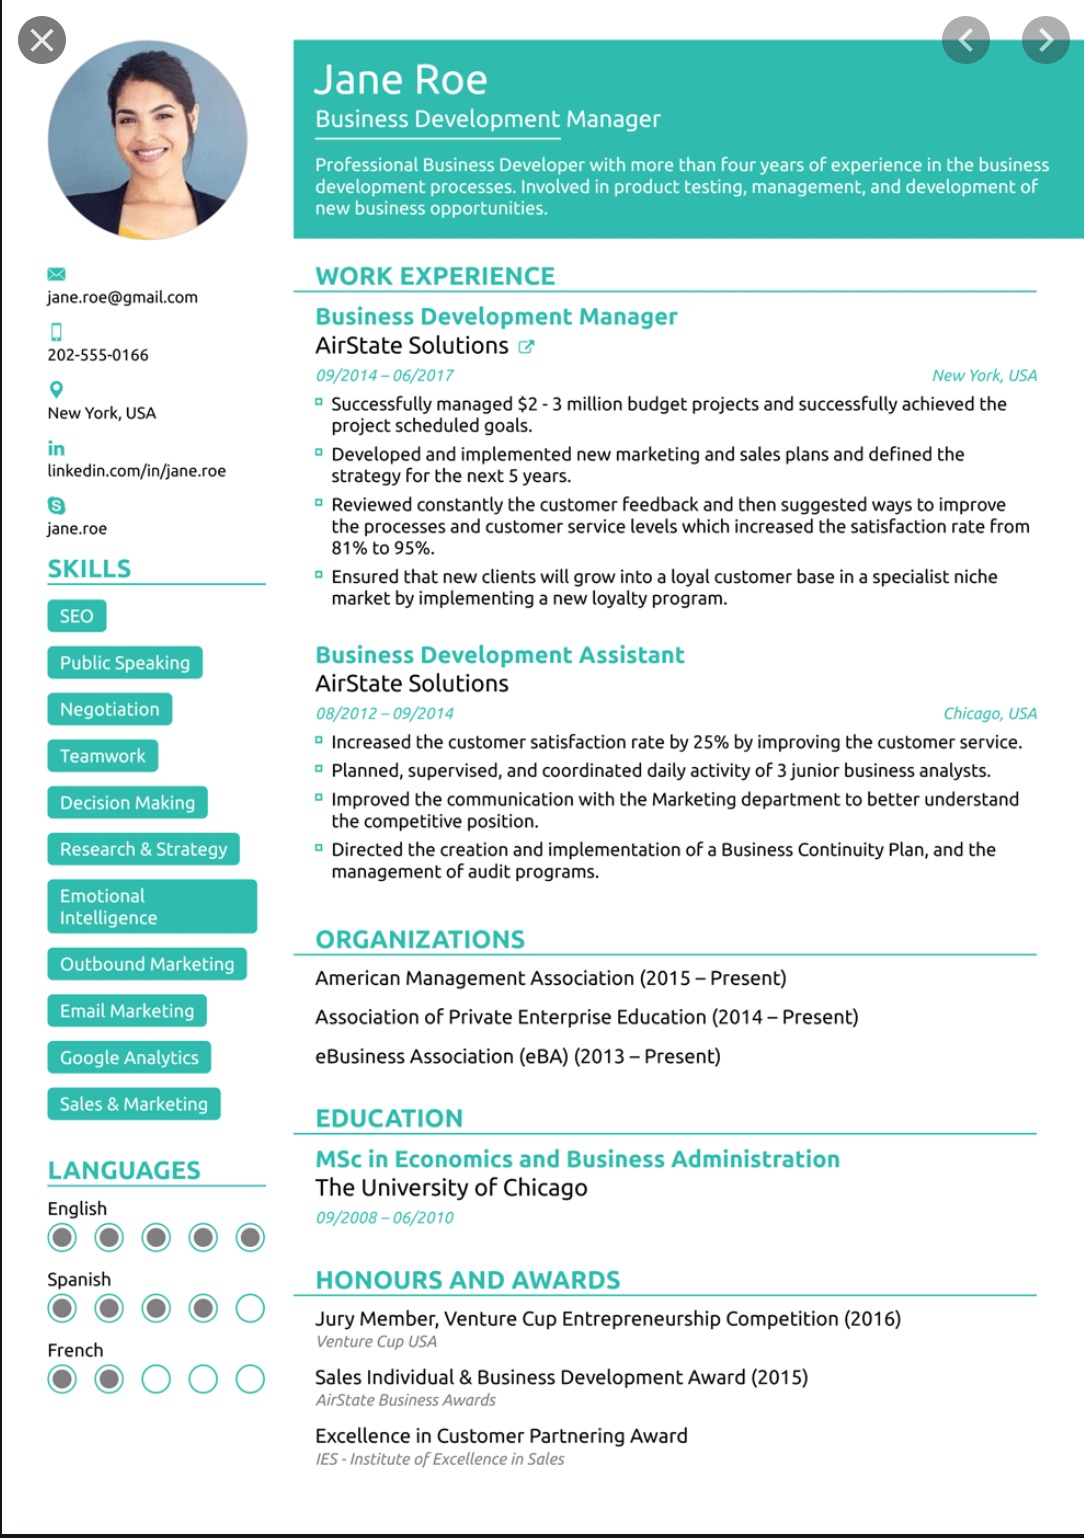 Jane Roe
Business Development Manager
Professional Business Developer with more than four years of experience in the business
development processes. Involved in product testing, management, and development of
new business opportunities.
jane.roe@gmail.com
202-555-0166
New York, USA
in
linkedin.com/in/jane.roe
S
jane.roe
SKILLS
SEO
Public Speaking
Negotiation
Teamwork
Decision Making
Research & Strategy
Emotional
Intelligence
Outbound Marketing
Email Marketing
Google Analytics
Sales & Marketing
LANGUAGES
English
Spanish
French
WORK EXPERIENCE
Business Development Manager
AirState Solutions
09/2014 – 06/2017 New York, USA
Successfully managed $2 - 3 million budget projects and successfully achieved the
project scheduled goals.
Developed and implemented new marketing and sales plans and defined the
strategy for the next 5 years.
Reviewed constantly the customer feedback and then suggested ways to improve
the processes and customer service levels which increased the satisfaction rate from
81% to 95%.
Ensured that new clients will grow into a loyal customer base in a specialist niche
market by implementing a new loyalty program.
Business Development Assistant
AirState Solutions
08/2012 – 09/2014 Chicago, USA
Increased the customer satisfaction rate by 25% by improving the customer service.
Planned, supervised, and coordinated daily activity of 3 junior business analysts.
Improved the communication with the Marketing department to better understand
the competitive position.
Directed the creation and implementation of a Business Continuity Plan, and the
management of audit programs.
ORGANIZATIONS
American Management Association (2015 – Present)
Association of Private Enterprise Education (2014 – Present)
eBusiness Association (eBA) (2013 – Present)
EDUCATION
MSc in Economics and Business Administration
The University of Chicago
09/2008 – 06/2010
HONOURS AND AWARDS
Jury Member, Venture Cup Entrepreneurship Competition (2016)
Venture Cup USA
Sales Individual & Business Development Award (2015)
AirState Business Awards
Excellence in Customer Partnering Award
IES - Institute of Excellence in Sales